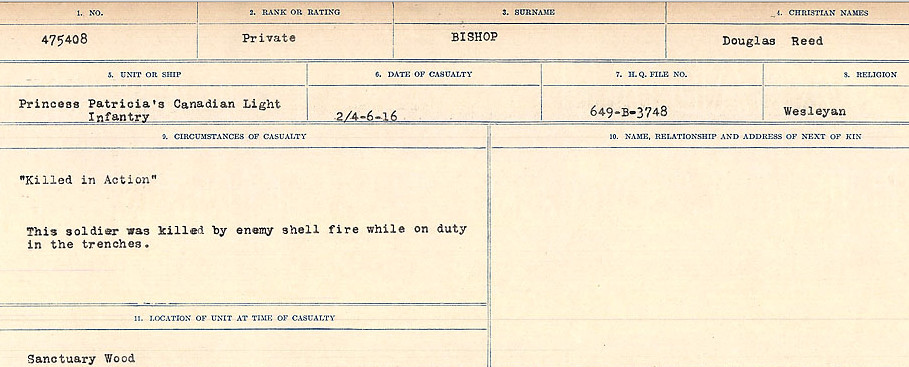 1. NO. 2. RANK OR RATING 3. SURNAME 4. CHRISTIAN NAMES
475408 Private BISHOP Douglas Reed
5. UNIT OR SHIP 6. DATE OF CASUALTY 7. H.Q. FILE NO. 8. RELIGION
Princess Patricia's Canadian Light
Infantry 2/4-6-16 649-B-3748 Wesleyan
9. CIRCUMSTANCES OF CASUALTY 10. NAME, RELATIONSHIP AND ADDRESS OF NEXT OF KIN
"Killed in Action"
This soldier was killed by enemy shell fire while on duty
in the trenches.
11. LOCATION OF UNIT AT TIME OF CASUALTY
Sanctuary Wood